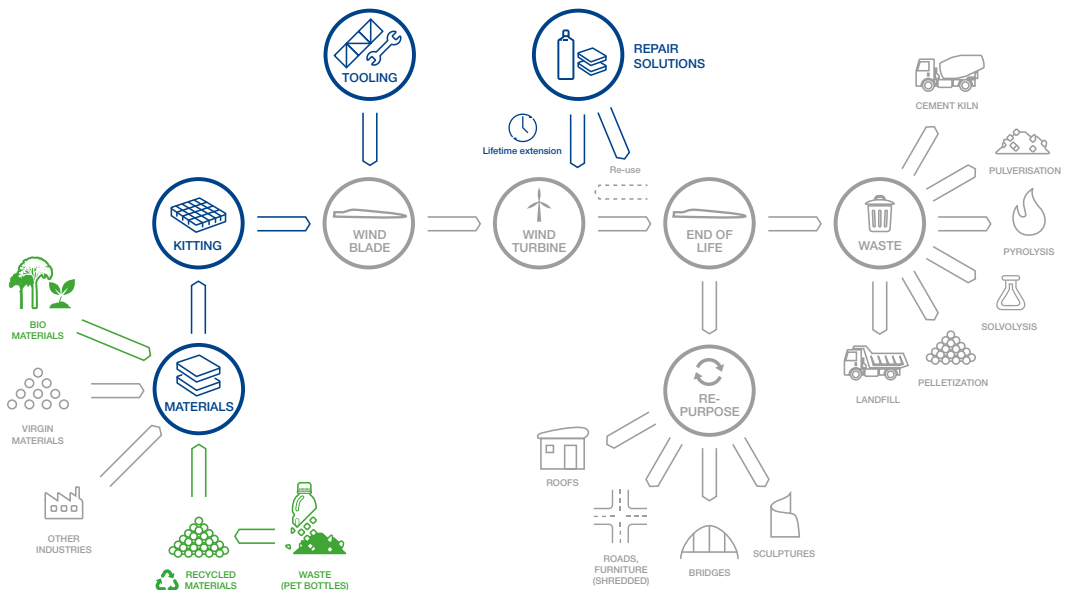 TOOLING
REPAIR
SOLUTIONS
CEMENT KILN
Lifetime extension
Re-use
PULVERISATION
KITTING
WIND
BLADE
WIND
TURBINE
END OF
LIFE
WASTE
PYROLYSIS
BIO
MATERIALS
SOLVOLYSIS
MATERIALS
RE-
PURPOSE
PELLETIZATION
LANDFILL
VIRGIN
MATERIALS
ROOFS
OTHER
INDUSTRIES
ROADS,
FURNITURE
(SHREDDED)
BRIDGES
SCULPTURES
RECYCLED
MATERIALS
WASTE
(PET BOTTLES)